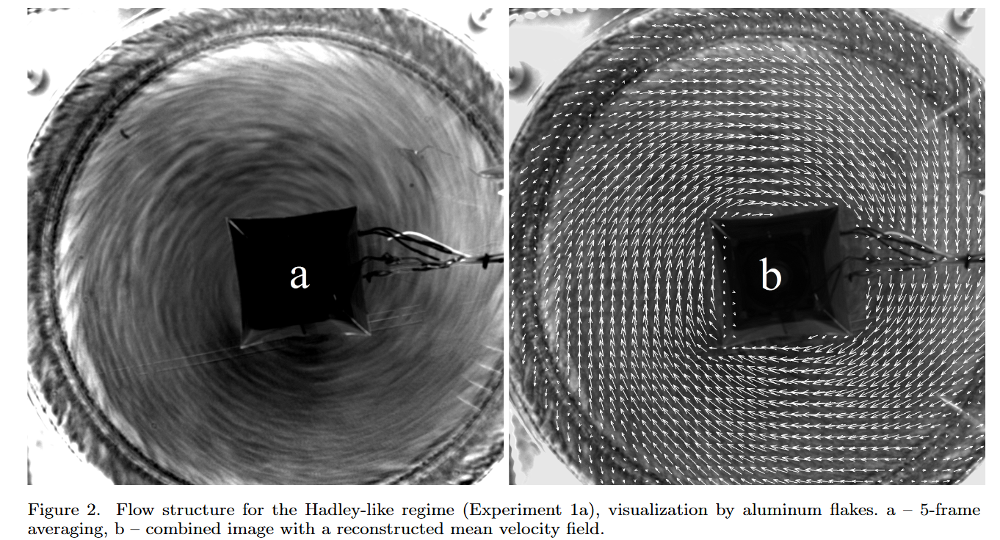 a
b
Figure 2. Flow structure for the Hadley-like regime (Experiment 1a), visualization by aluminum flakes. a – 5-frame
averaging, b – combined image with a reconstructed mean velocity field.